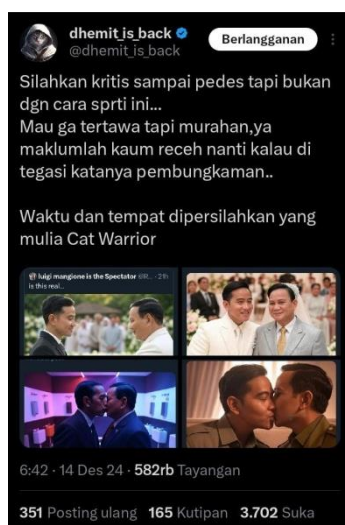 dhemit_is_back
Berlangganan
@dhemit_is_back
Silahkan kritis sampai pedes tapi bukan
dgn cara sprti ini...
Mau ga tertawa tapi murahan,ya
maklumlah kaum receh nanti kalau di
tegasi katanya pembungkaman..
Waktu dan tempat dipersilahkan yang
mulia Cat Warrior
luigi mangione is the Spectator @R... · 21h
is this real..
6:42 · 14 Des 24 · 582rb Tayangan
351 Posting ulang 165 Kutipan 3.702 Suka